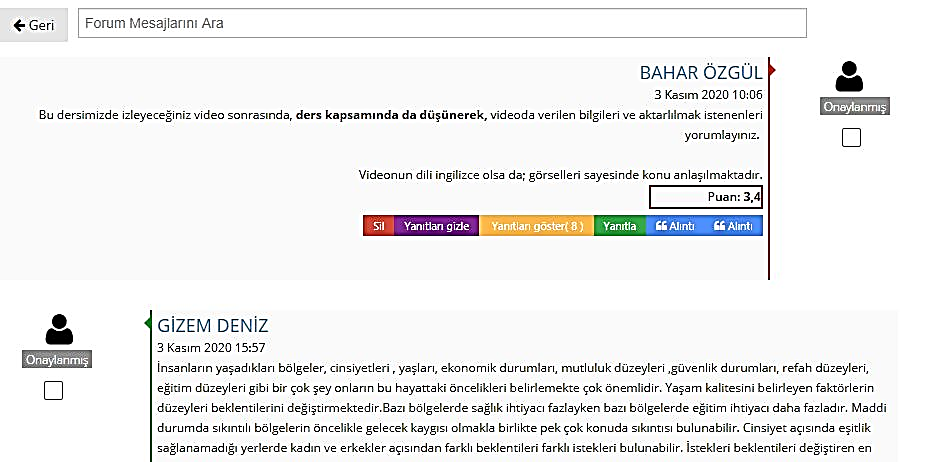 Geri
Forum Mesajlarını Ara
BAHAR ÖZGÜL
3 Kasım 2020 10:06
Onaylanmış
Bu dersimizde izleyeceğiniz video sonrasında, ders kapsamında da düşünerek, videoda verilen bilgileri ve aktarlılmak istenenleri
yorumlayınız.
Videonun dili ingilizce olsa da; görselleri sayesinde konu anlaşılmaktadır.
Puan: 3,4
Sil Yanıtları gizle Yanıtları göster( 8 ) Yanıtla Alıntı Alıntı
GİZEM DENİZ
3 Kasım 2020 15:57
Onaylanmış
İnsanların yaşadıkları bölgeler, cinsiyetleri , yaşları, ekonomik durumları, mutluluk düzeyleri ,güvenlik durumları, refah düzeyleri,
eğitim düzeyleri gibi bir çok şey onların bu hayattaki öncelikleri belirlemekte çok önemlidir. Yaşam kalitesini belirleyen faktörlerin
düzeyleri beklentilerini değiştirmektedir.Bazı bölgelerde sağlık ihtiyacı fazlayken bazı bölgelerde eğitim ihtiyacı daha fazladır. Maddi
durumda sıkıntılı bölgelerin öncelikle gelecek kaygısı olmakla birlikte pek çok konuda sıkıntısı bulunabilir. Cinsiyet açısında eşitlik
sağlanamadığı yerlerde kadın ve erkekler açısından farklı beklentileri farklı istekleri bulunabilir. İstekleri beklentileri değiştiren en